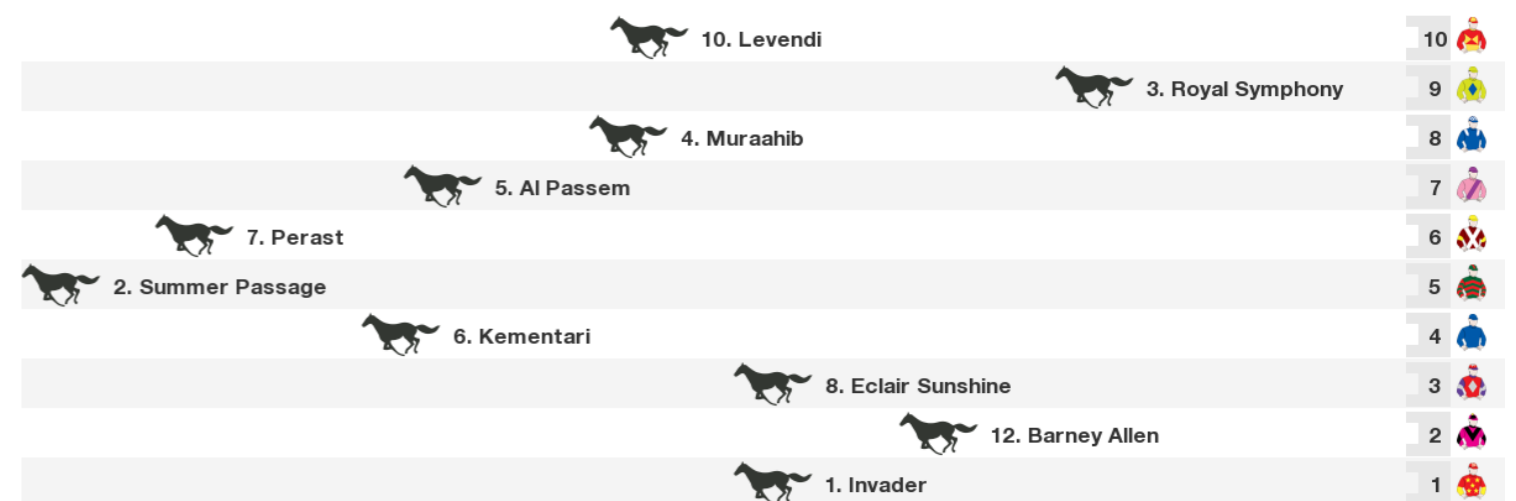 10. Levendi 10
3. Royal Symphony 9
4. Muraahib 8
5. Al Passem 7
7. Perast 6
2. Summer Passage 5
6. Kementari 4
8. Eclair Sunshine 3
12. Barney Allen 2
1. Invader 1